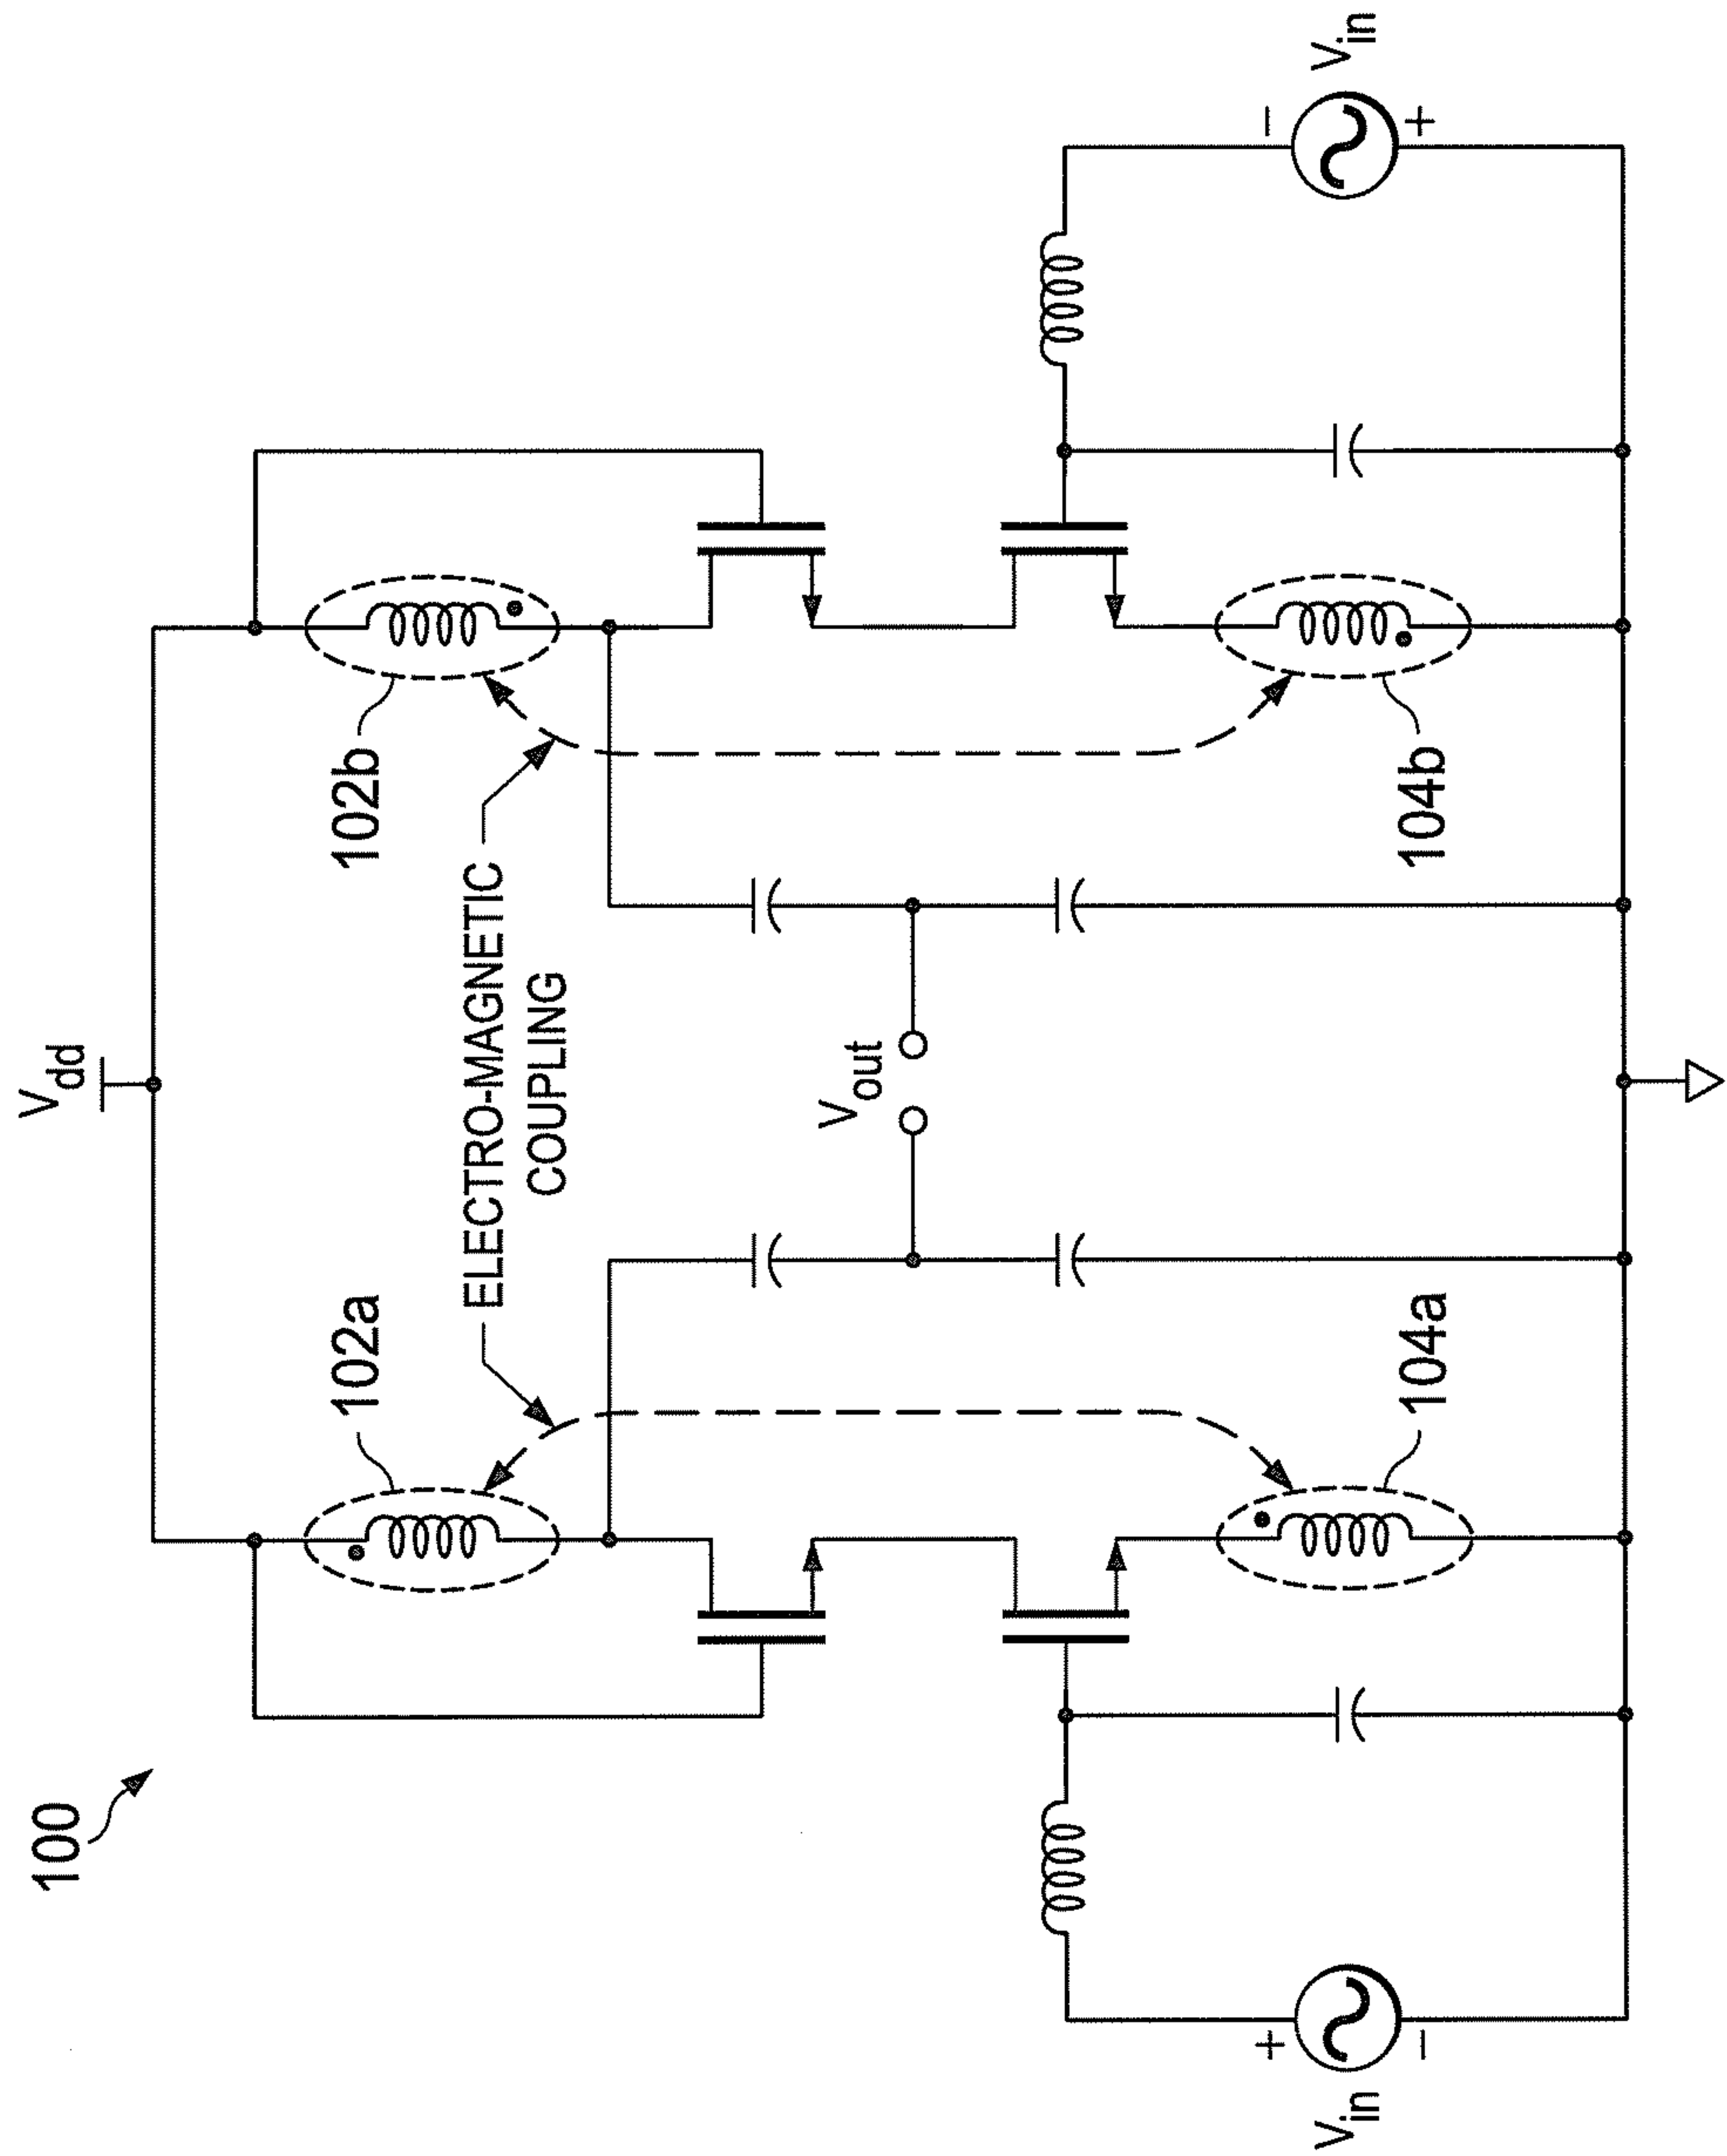 100
V_dd
102a
102b
ELECTRO-MAGNETIC
COUPLING
V_out
104a
104b
+
V_in
−
−
V_in
+